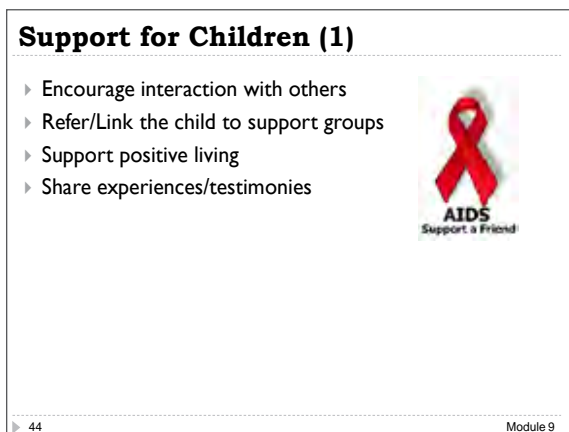 Support for Children (1)
Encourage interaction with others
Refer/Link the child to support groups
Support positive living
Share experiences/testimonies
AIDS
Support a Friend
44
Module 9